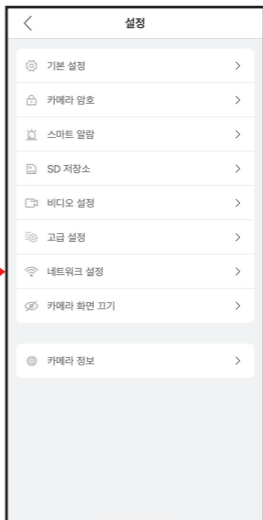 설정
기본 설정
카메라 암호
스마트 알람
SD 저장소
비디오 설정
고급 설정
네트워크 설정
카메라 화면 끄기
카메라 정보